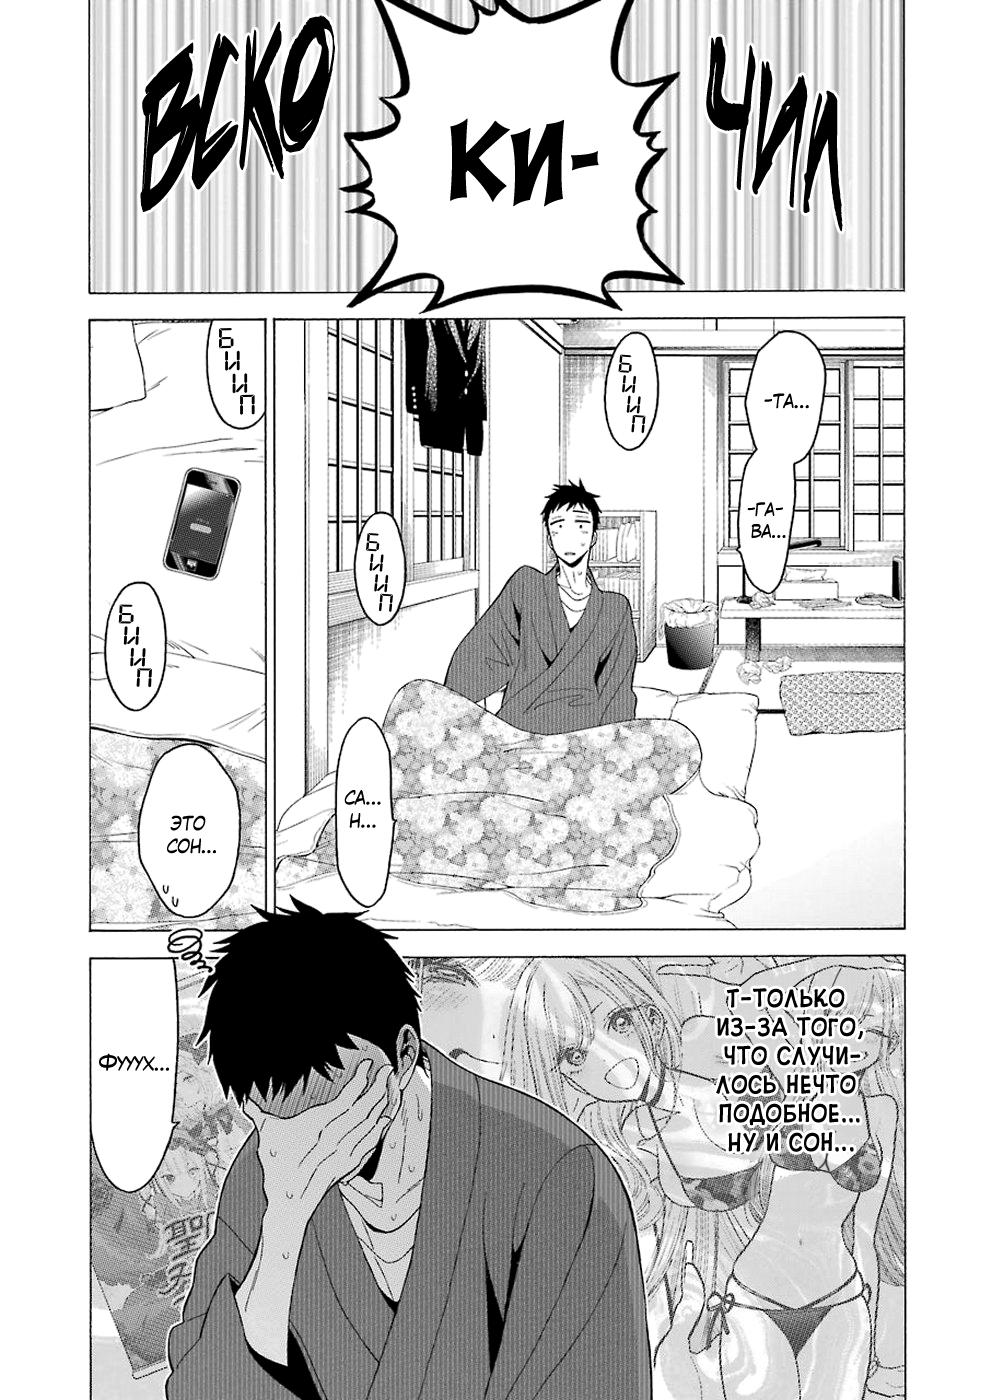 ВСКО
ЧИЛ
КИ-
-ТА...
-ГА-
ВА...
БИИП
БИИП
СА...
Н...
БИИП
БИИП
ЭТО
СОН...
Т-ТОЛЬКО
ИЗ-ЗА ТОГО,
ЧТО СЛУЧИ-
ЛОСЬ НЕЧТО
ПОДОБНОЕ...
НУ И СОН...
ФУУУХ...
聖